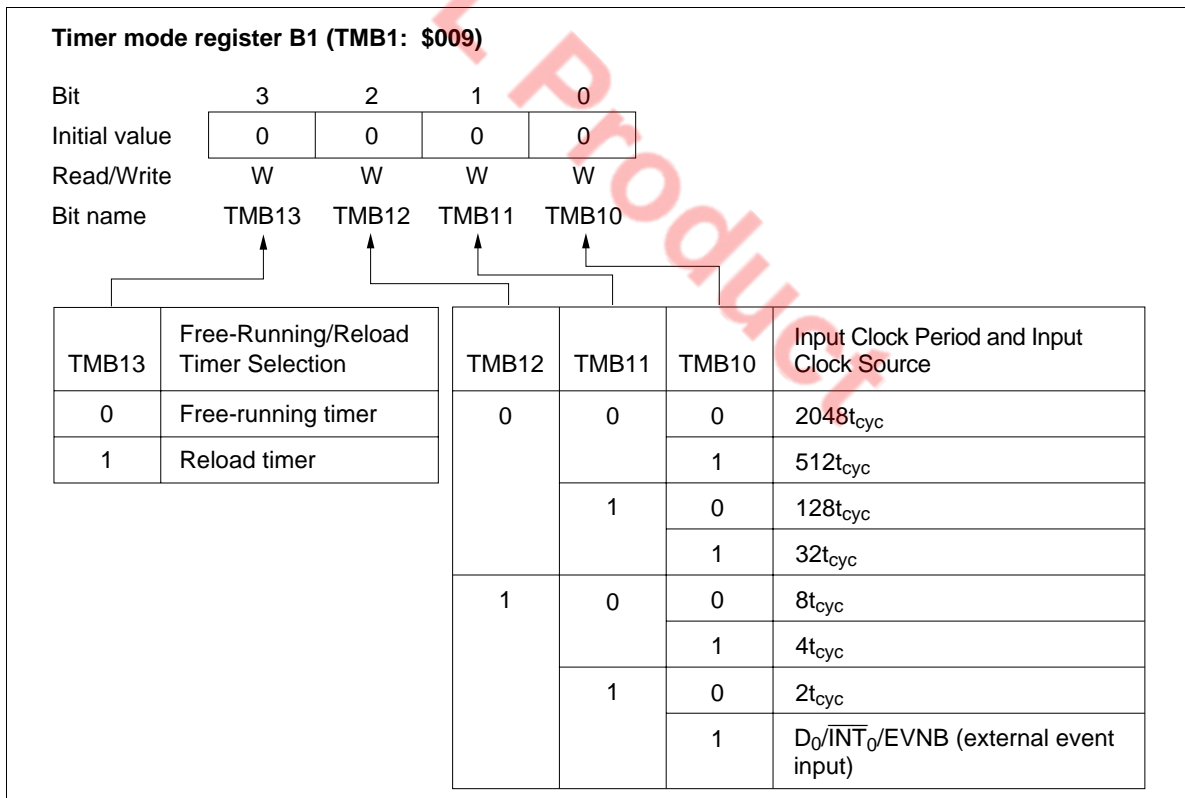 Timer mode register B1 (TMB1: $009)
Bit 3 2 1 0
Initial value 0 0 0 0
Read/Write W W W W
Bit name TMB13 TMB12 TMB11 TMB10
TMB13 Free-Running/Reload Timer Selection
0 Free-running timer
1 Reload timer
TMB12 TMB11 TMB10 Input Clock Period and Input Clock Source
0 0 0 2048tcyc
1 512tcyc
1 0 128tcyc
1 32tcyc
1 0 0 8tcyc
1 4tcyc
1 0 2tcyc
1 D0/INT0/EVNB (external event input)
Product